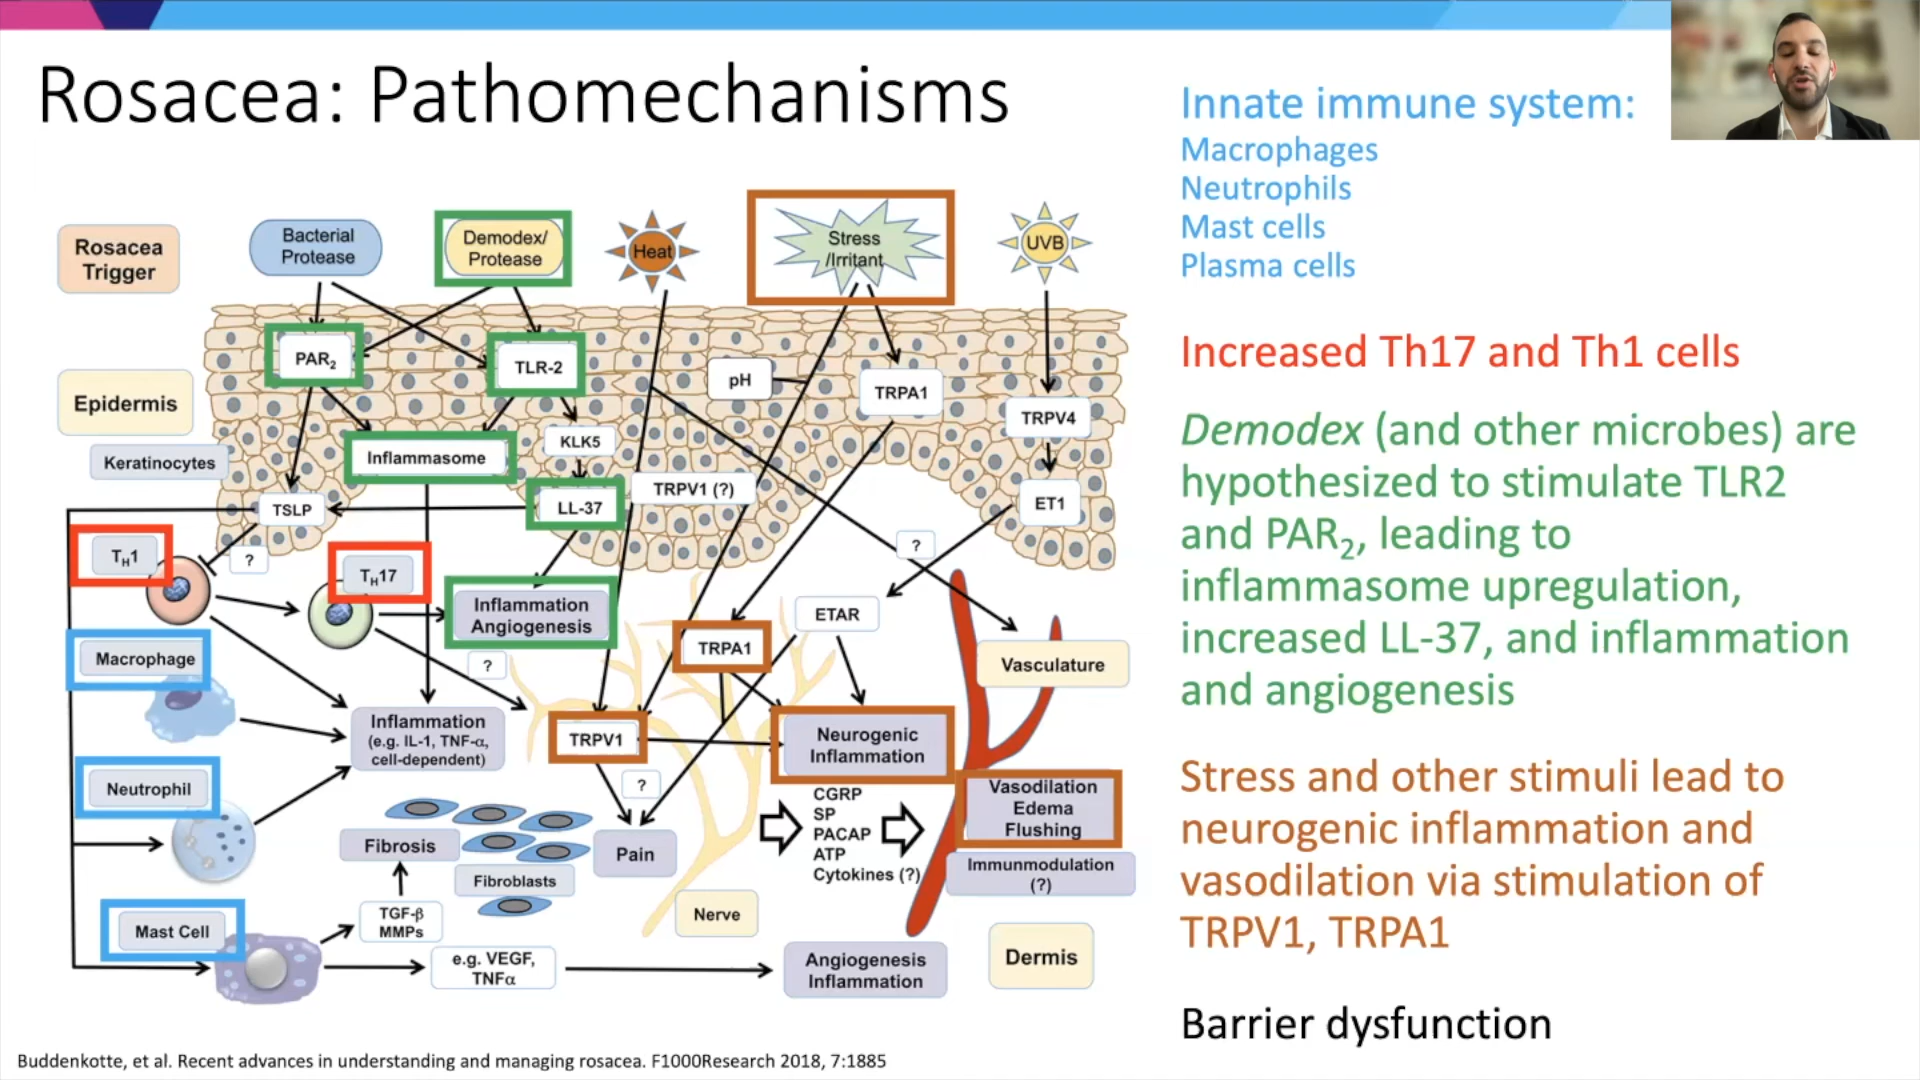 Rosacea: Pathomechanisms
Rosacea
Trigger
Bacterial
Protease
Demodex/
Protease
Heat
Stress
/Irritant
UVB
PAR2
TLR-2
pH
TRPA1
Epidermis
TRPV4
Keratinocytes
Inflammasome
KLK5
TRPV1 (?)
TSLP
LL-37
ET1
TH1
?
TH17
?
Inflammation
Angiogenesis
ETAR
Macrophage
?
TRPA1
Vasculature
Inflammation
(e.g. IL-1, TNF-α,
cell-dependent)
TRPV1
Neurogenic
Inflammation
Neutrophil
?
Vasodilation
Edema
Flushing
CGRP
SP
PACAP
ATP
Cytokines (?)
Fibrosis
Pain
Immunmodulation
(?)
Fibroblasts
Mast Cell
TGF-β
MMPs
Nerve
e.g. VEGF,
TNFα
Angiogenesis
Inflammation
Dermis
Innate immune system:
Macrophages
Neutrophils
Mast cells
Plasma cells
Increased Th17 and Th1 cells
Demodex (and other microbes) are
hypothesized to stimulate TLR2
and PAR2, leading to
inflammasome upregulation,
increased LL-37, and inflammation
and angiogenesis
Stress and other stimuli lead to
neurogenic inflammation and
vasodilation via stimulation of
TRPV1, TRPA1
Barrier dysfunction
Buddenkotte, et al. Recent advances in understanding and managing rosacea. F1000Research 2018, 7:1885